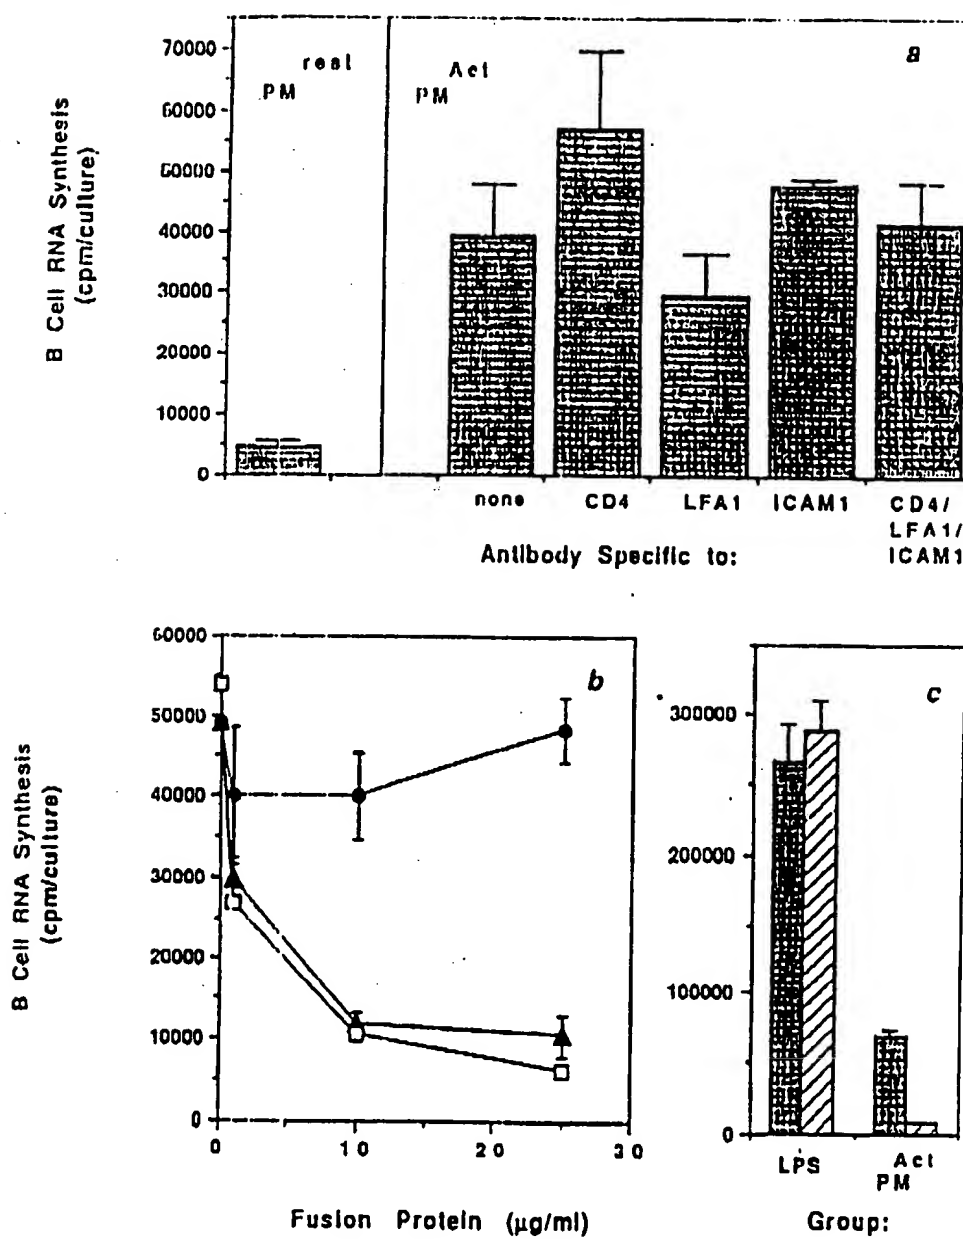 a
rest
PM
Act
PM
B Cell RNA Synthesis
(cpm/culture)
70000
60000
50000
40000
30000
20000
10000
0
none CD4 LFA1 ICAM1 CD4/
LFA1/
ICAM1
Antibody Specific to:
b
B Cell RNA Synthesis
(cpm/culture)
60000
50000
40000
30000
20000
10000
0
0 10 20 30
Fusion Protein (µg/ml)
c
300000
200000
100000
0
LPS Act
PM
Group: